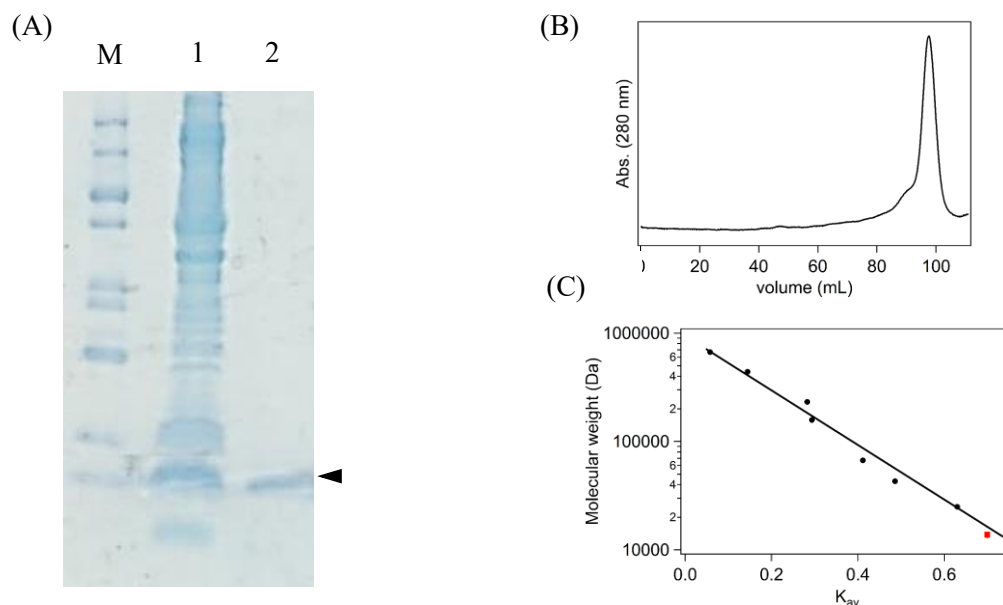 (A)
M 1 2
(B)
Abs. (280 nm)
) 20 40 60 80 100
volume (mL)
(C)
Molecular weight (Da)
1000000
6
4
2
100000
6
4
2
10000
0.0 0.2 0.4 0.6
K_av